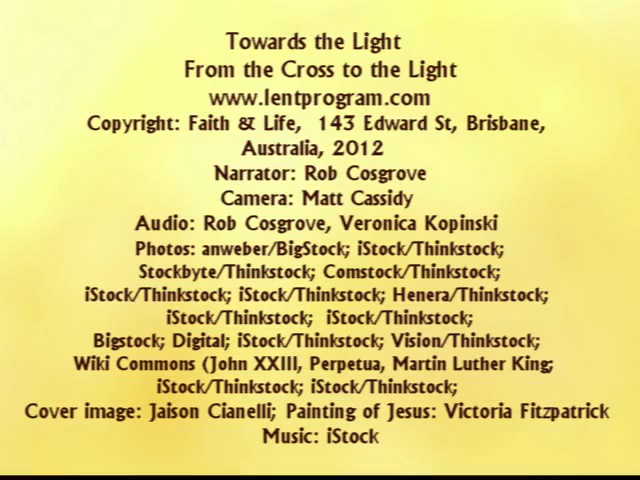 Towards the Light
From the Cross to the Light
www.lentprogram.com
Copyright: Faith & Life, 143 Edward St, Brisbane,
Australia, 2012
Narrator: Rob Cosgrove
Camera: Matt Cassidy
Audio: Rob Cosgrove, Veronica Kopinski
Photos: anweber/BigStock; iStock/Thinkstock;
Stockbyte/Thinkstock; Comstock/Thinkstock;
iStock/Thinkstock; iStock/Thinkstock; Henera/Thinkstock;
iStock/Thinkstock; iStock/Thinkstock;
Bigstock; Digital; iStock/Thinkstock; Vision/Thinkstock;
Wiki Commons (John XXIII, Perpetua, Martin Luther King;
iStock/Thinkstock; iStock/Thinkstock;
Cover image: Jaison Cianelli; Painting of Jesus: Victoria Fitzpatrick
Music: iStock